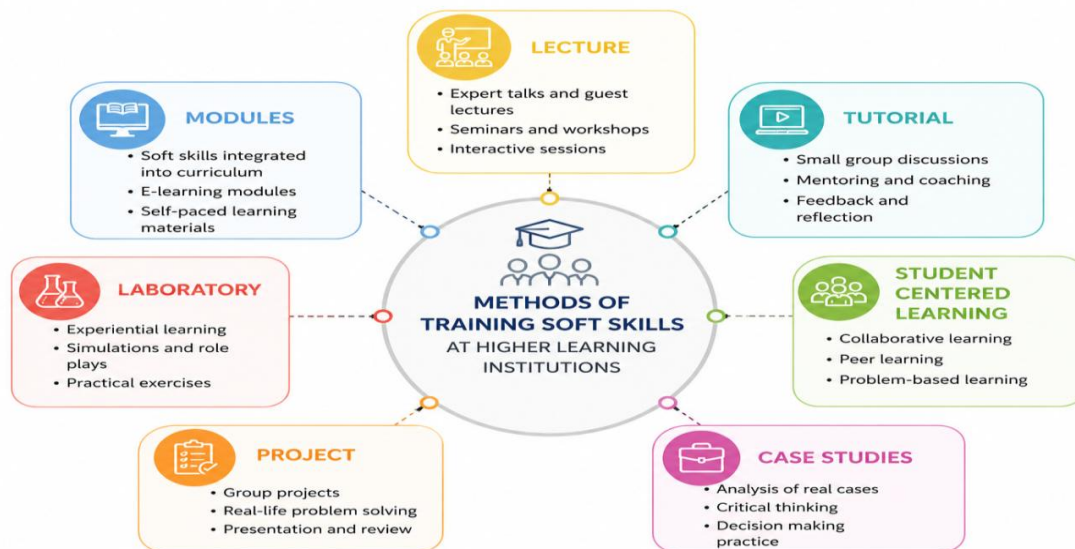 LECTURE
• Expert talks and guest
lectures
• Seminars and workshops
• Interactive sessions
MODULES
• Soft skills integrated
into curriculum
• E-learning modules
• Self-paced learning
materials
TUTORIAL
• Small group discussions
• Mentoring and coaching
• Feedback and
reflection
METHODS OF
TRAINING SOFT SKILLS
AT HIGHER LEARNING
INSTITUTIONS
LABORATORY
• Experiential learning
• Simulations and role
plays
• Practical exercises
STUDENT
CENTERED
LEARNING
• Collaborative learning
• Peer learning
• Problem-based learning
PROJECT
• Group projects
• Real-life problem solving
• Presentation and review
CASE STUDIES
• Analysis of real cases
• Critical thinking
• Decision making
practice